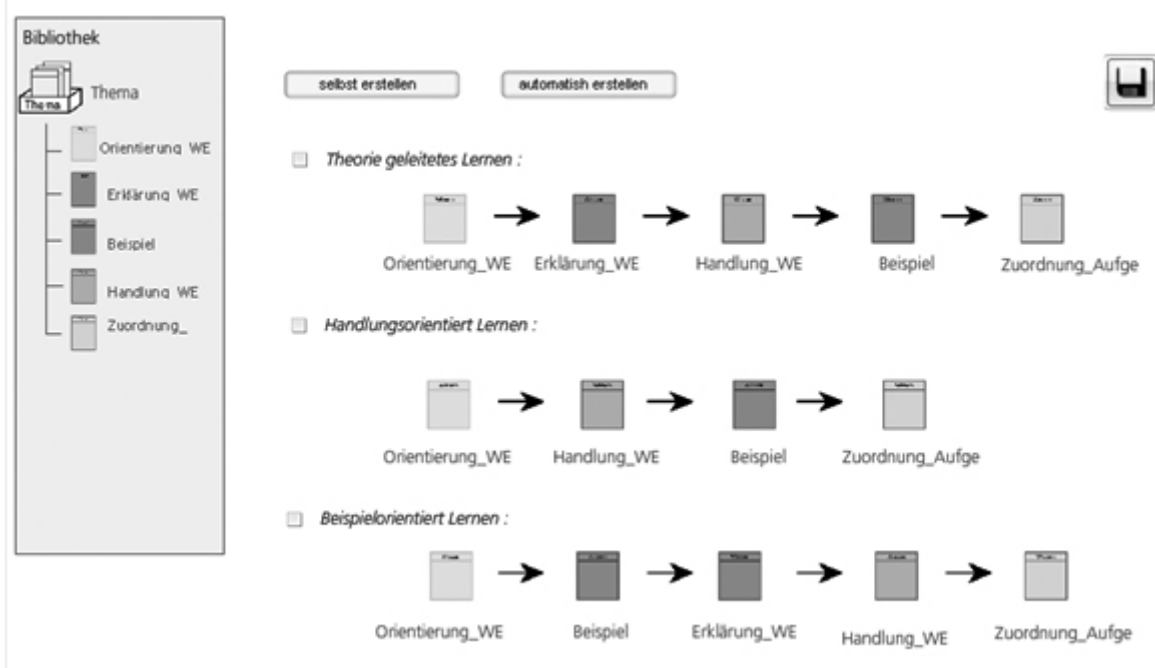 Bibliothek
Thema
Thema
Orientierung WE
Erklärung WE
Beispiel
Handlung WE
Zuordnung_
selbst erstellen
automatish erstellen
Theorie geleitetes Lernen :
Orientierung_WE Erklärung_WE Handlung_WE Beispiel Zuordnung_Aufge
Handlungsorientiert Lernen :
Orientierung_WE Handlung_WE Beispiel Zuordnung_Aufge
Beispielorientiert Lernen :
Orientierung_WE Beispiel Erklärung_WE Handlung_WE Zuordnung_Aufge